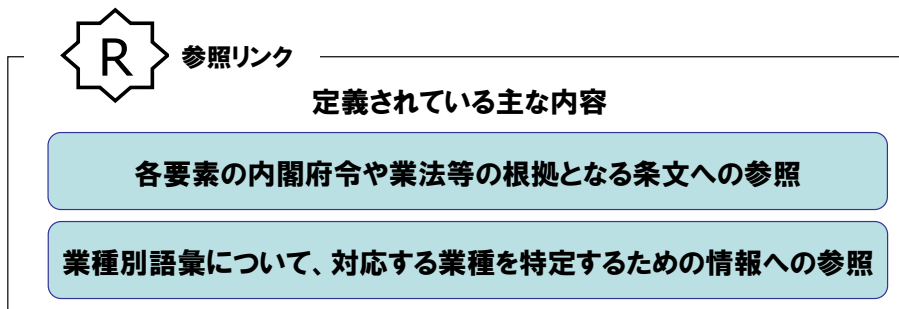 R 参照リンク
定義されている主な内容
各要素の内閣府令や業法等の根拠となる条文への参照
業種別語彙について、対応する業種を特定するための情報への参照